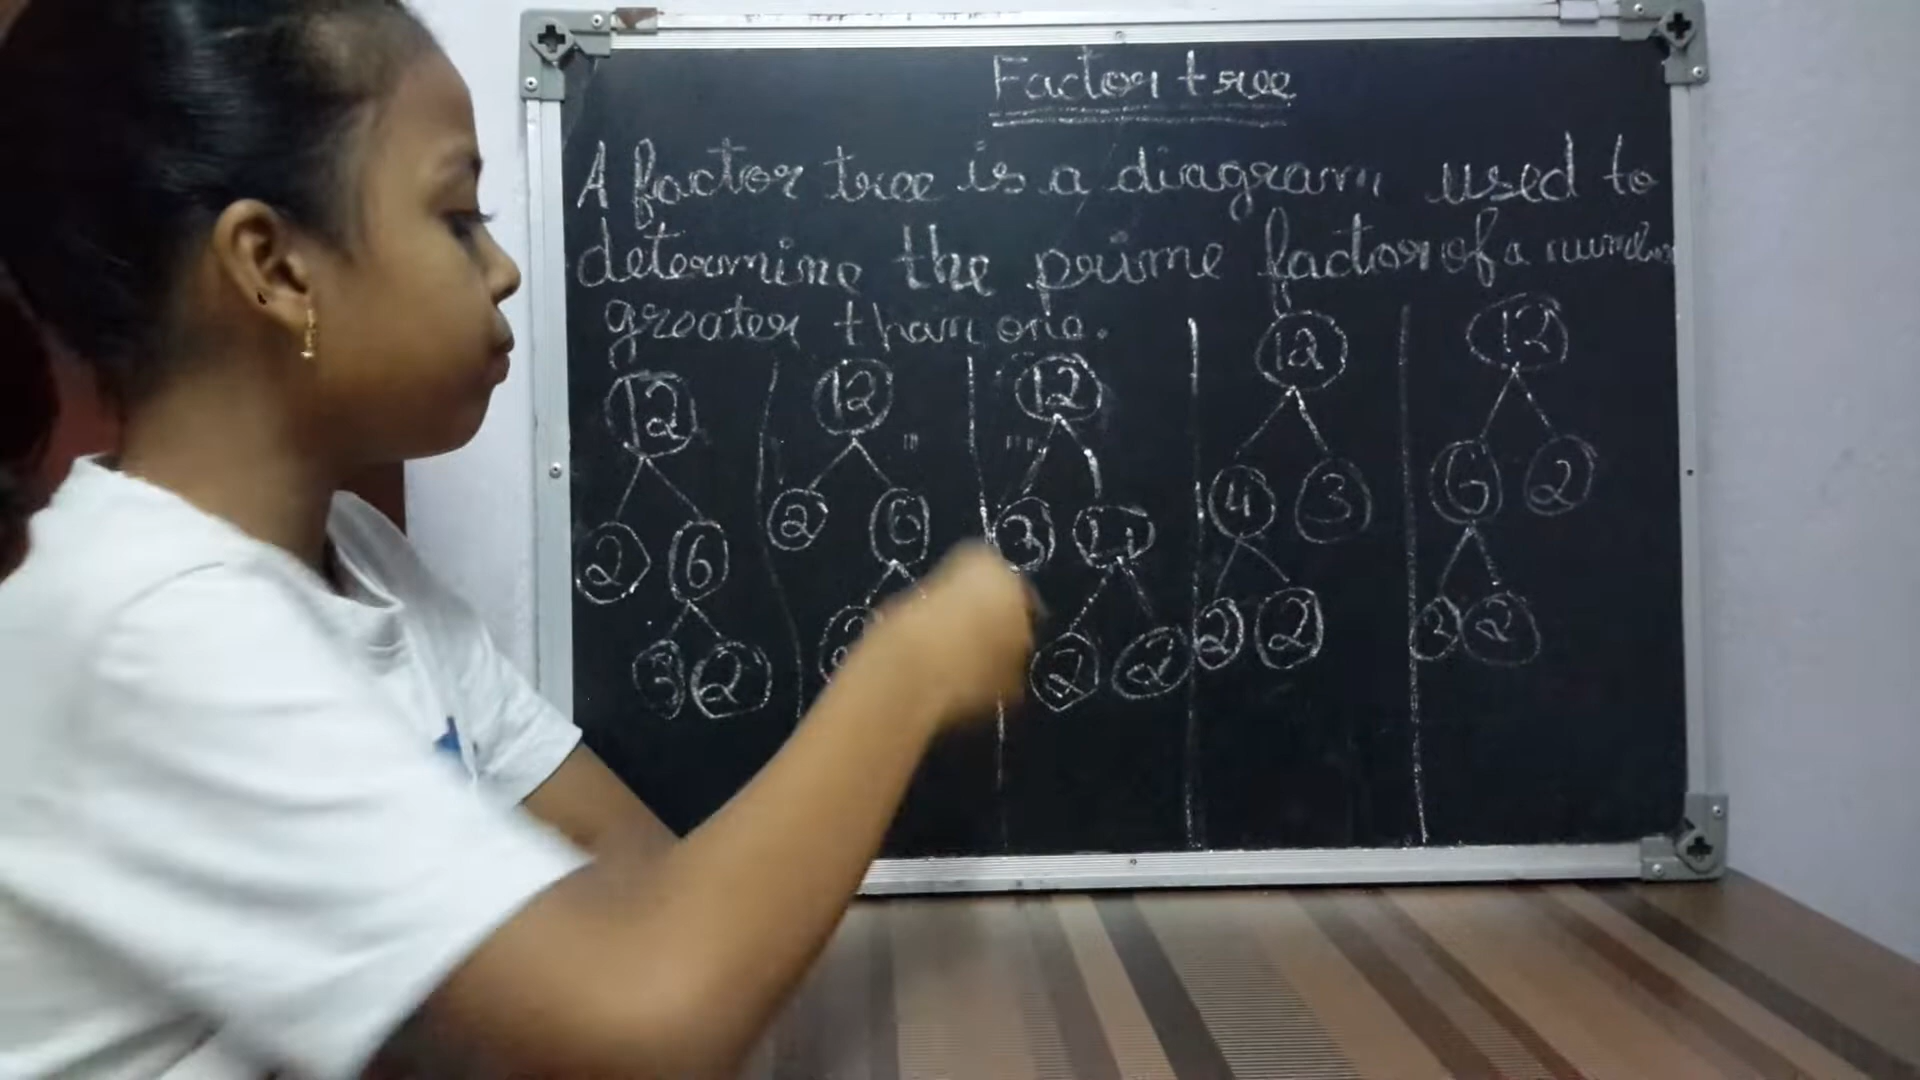 Factor tree
A factor tree is a diagram used to
determine the prime factor of a number
greater than one.
12 12 12 12 12
2 6 2 6 3 4 4 3 6 2
3 2 2 2 2 2 2 3 2